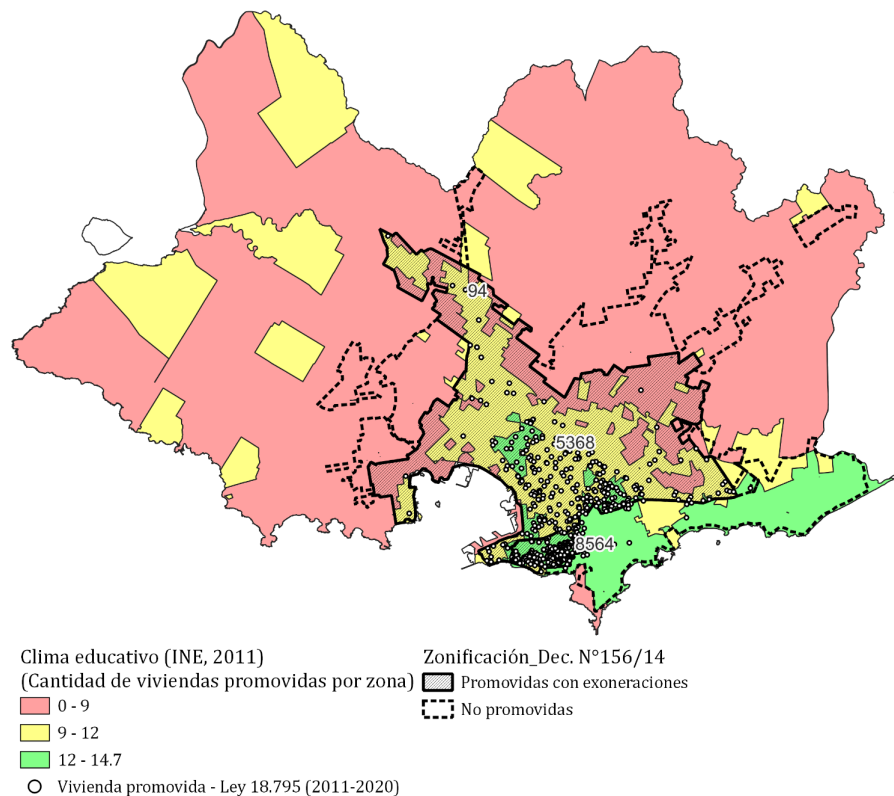 94
5368
8564
Clima educativo (INE, 2011)
(Cantidad de viviendas promovidas por zona)
0 - 9
9 - 12
12 - 14.7
Vivienda promovida - Ley 18.795 (2011-2020)
Zonificación_Dec. N°156/14
Promovidas con exoneraciones
No promovidas